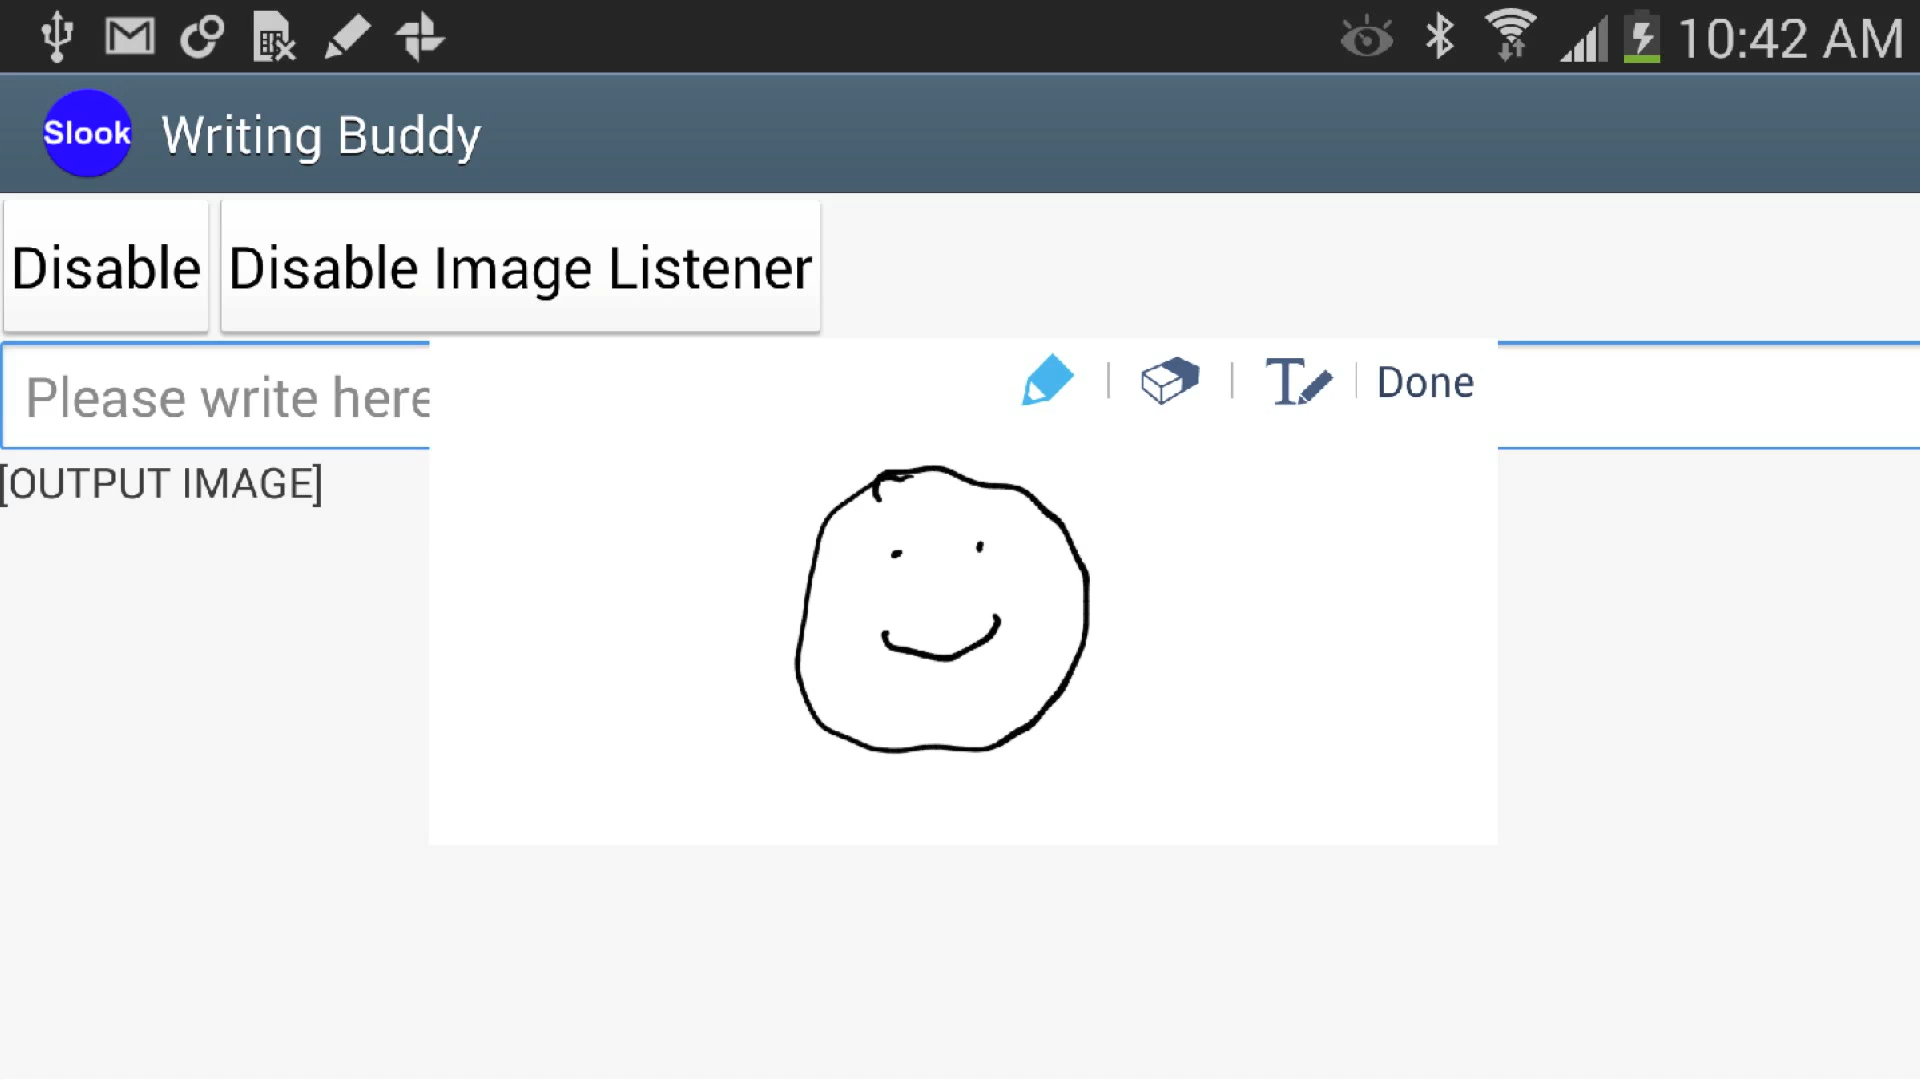 10:42 AM
Slook Writing Buddy
Disable Disable Image Listener
Please write here
Done
[OUTPUT IMAGE]